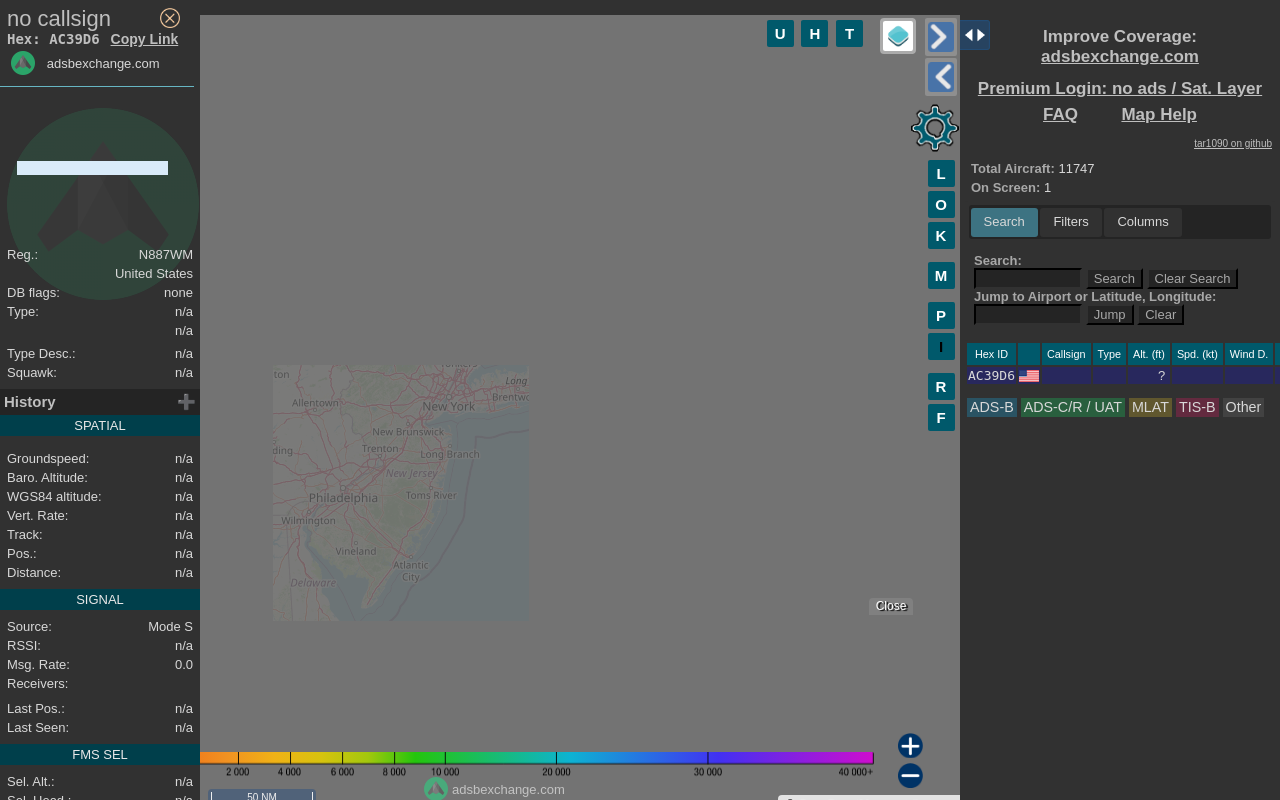 no callsign
Hex: AC39D6 Copy Link
adsbexchange.com
Reg.: N887WM
United States
DB flags: none
Type: n/a
n/a
Type Desc.: n/a
Squawk: n/a
History
SPATIAL
Groundspeed: n/a
Baro. Altitude: n/a
WGS84 altitude: n/a
Vert. Rate: n/a
Track: n/a
Pos.: n/a
Distance: n/a
SIGNAL
Source: Mode S
RSSI: n/a
Msg. Rate: 0.0
Receivers:
Last Pos.: n/a
Last Seen: n/a
FMS SEL
Sel. Alt.: n/a
U H T
L
O
K
M
P
I
R
F
ton
Long
Allentown
New York
Brentwo
New Brunswick
ding
Trenton
Long Branch
New Jersey
Philadelphia
Toms River
Wilmington
Vineland
Atlantic
City
Delaware
Close
2 000 4 000 6 000 8 000 10 000 20 000 30 000 40 000+
adsbexchange.com
50 NM
Improve Coverage:
adsbexchange.com
Premium Login: no ads / Sat. Layer
FAQ Map Help
tar1090 on github
Total Aircraft: 11747
On Screen: 1
Search Filters Columns
Search:
Search Clear Search
Jump to Airport or Latitude, Longitude:
Jump Clear
Hex ID Callsign Type Alt. (ft) Spd. (kt) Wind D.
AC39D6 ?
ADS-B ADS-C/R / UAT MLAT TIS-B Other